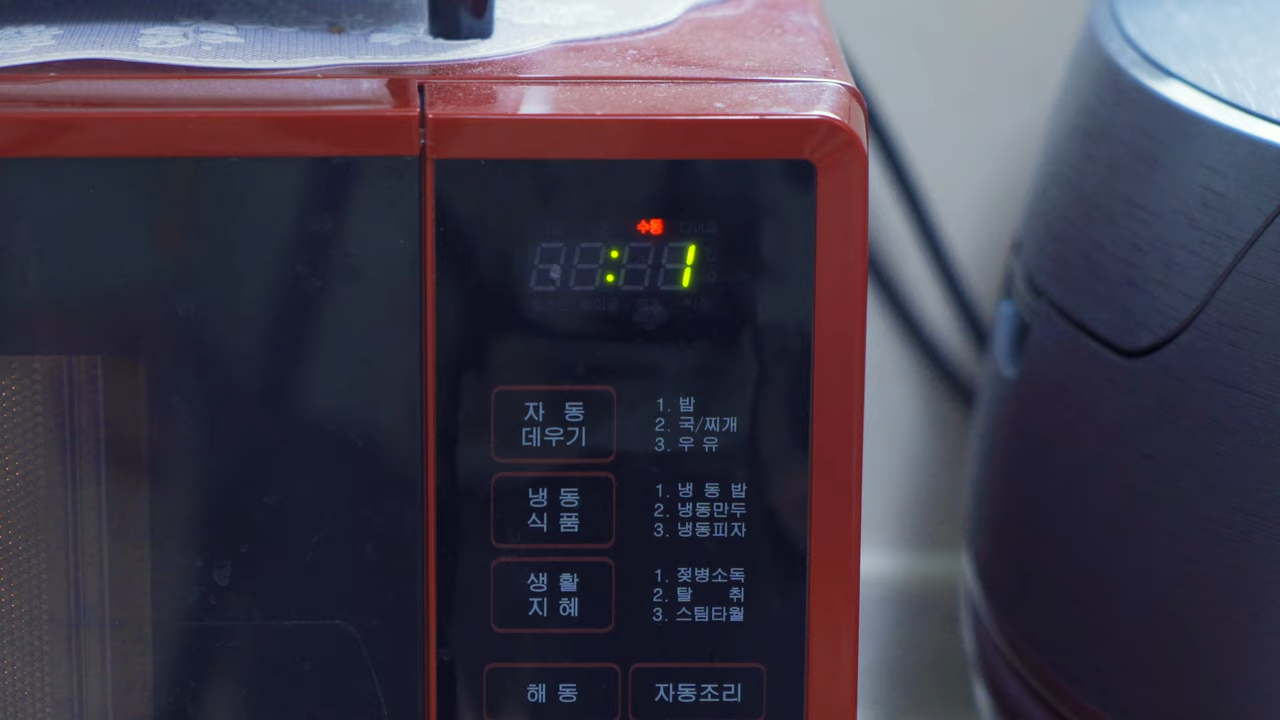 수동
: 1
자 동
데우기
1. 밥
2. 국/찌개
3. 우 유
냉 동
식 품
1. 냉 동 밥
2. 냉동만두
3. 냉동피자
생 활
지 혜
1. 젖병소독
2. 탈 취
3. 스팀타월
해 동
자동조리